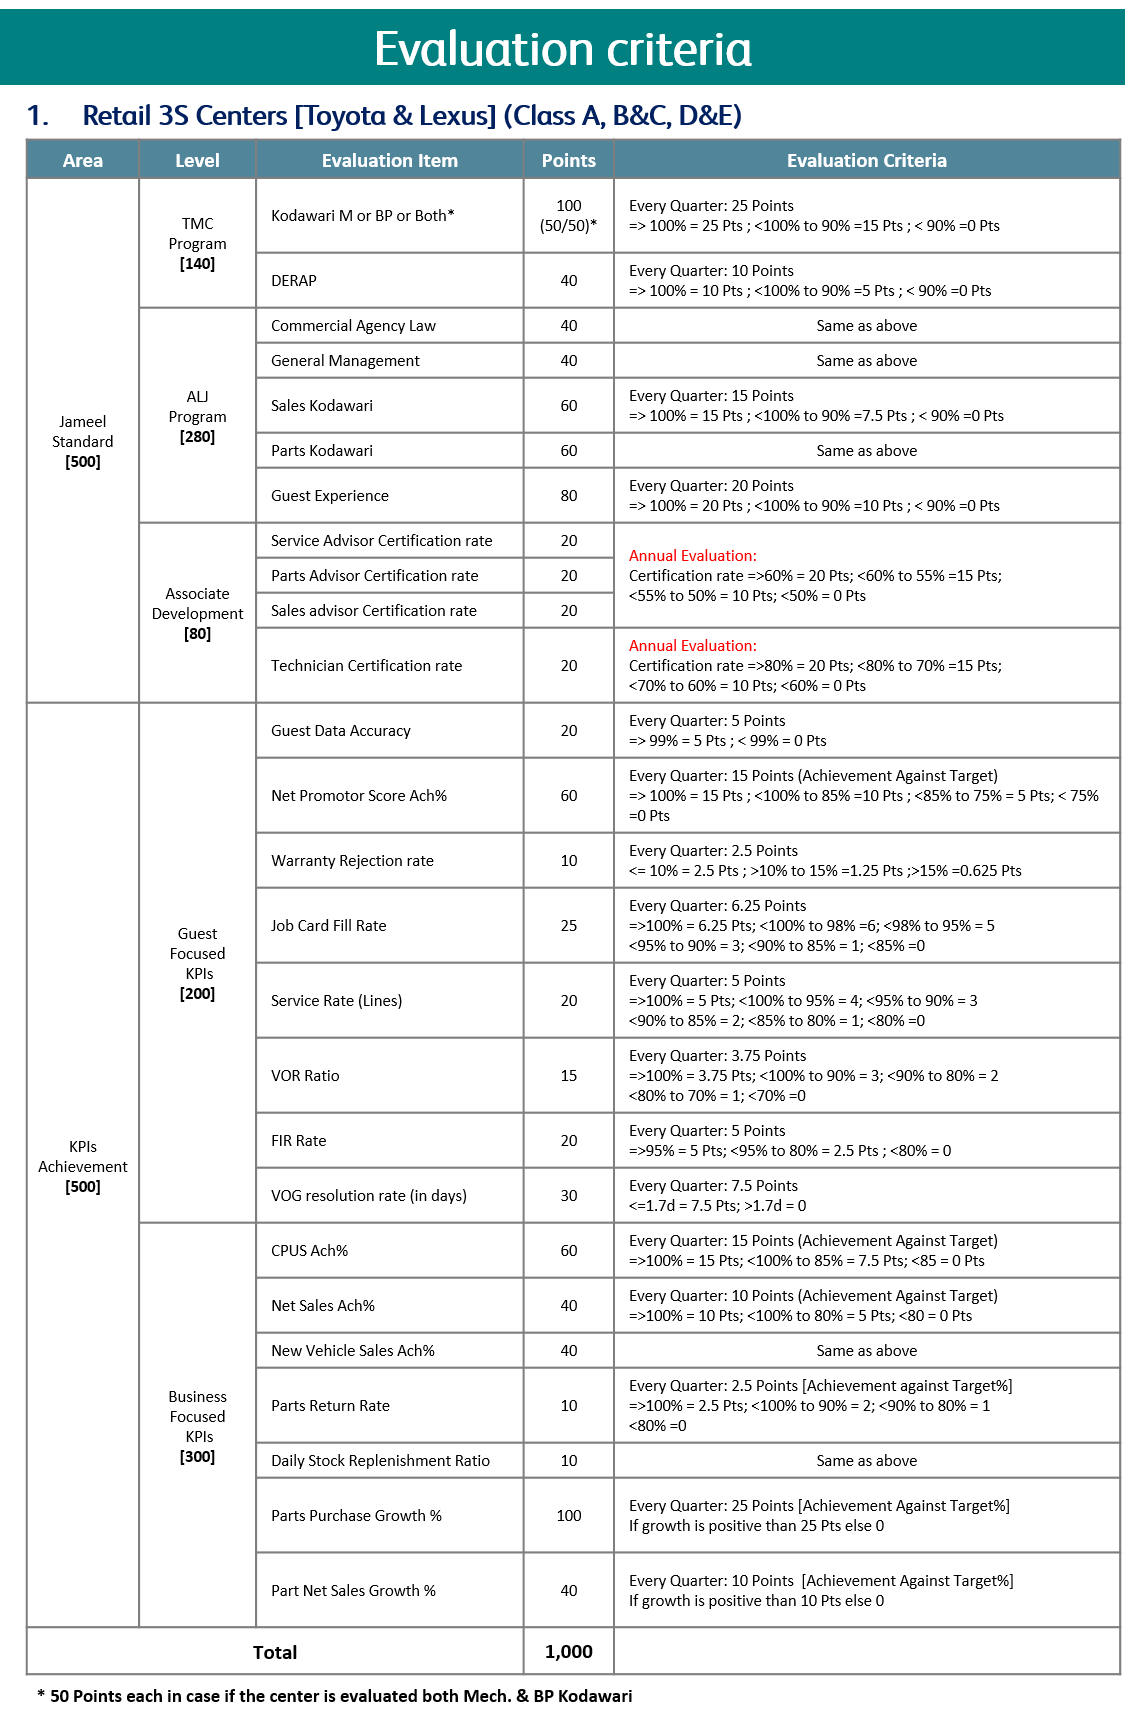 Evaluation criteria
1. Retail 3S Centers [Toyota & Lexus] (Class A, B&C, D&E)
Area Level Evaluation Item Points Evaluation Criteria
Jameel
Standard
[500]
TMC
Program
[140]
Kodawari M or BP or Both*
100
(50/50)*
Every Quarter: 25 Points
=> 100% = 25 Pts ; <100% to 90% =15 Pts ; < 90% =0 Pts
DERAP
40
Every Quarter: 10 Points
=> 100% = 10 Pts ; <100% to 90% =5 Pts ; < 90% =0 Pts
ALJ
Program
[280]
Commercial Agency Law 40 Same as above
General Management 40 Same as above
Sales Kodawari
60
Every Quarter: 15 Points
=> 100% = 15 Pts ; <100% to 90% =7.5 Pts ; < 90% =0 Pts
Parts Kodawari 60 Same as above
Guest Experience
80
Every Quarter: 20 Points
=> 100% = 20 Pts ; <100% to 90% =10 Pts ; < 90% =0 Pts
Associate
Development
[80]
Service Advisor Certification rate 20
Parts Advisor Certification rate 20
Sales advisor Certification rate 20
Annual Evaluation:
Certification rate =>60% = 20 Pts; <60% to 55% =15 Pts;
<55% to 50% = 10 Pts; <50% = 0 Pts
Technician Certification rate
20
Annual Evaluation:
Certification rate =>80% = 20 Pts; <80% to 70% =15 Pts;
<70% to 60% = 10 Pts; <60% = 0 Pts
KPIs
Achievement
[500]
Guest
Focused
KPIs
[200]
Guest Data Accuracy
20
Every Quarter: 5 Points
=> 99% = 5 Pts ; < 99% = 0 Pts
Net Promotor Score Ach%
60
Every Quarter: 15 Points (Achievement Against Target)
=> 100% = 15 Pts ; <100% to 85% =10 Pts ; <85% to 75% = 5 Pts; < 75%
=0 Pts
Warranty Rejection rate
10
Every Quarter: 2.5 Points
<= 10% = 2.5 Pts ; >10% to 15% =1.25 Pts ;>15% =0.625 Pts
Job Card Fill Rate
25
Every Quarter: 6.25 Points
=>100% = 6.25 Pts; <100% to 98% =6; <98% to 95% = 5
<95% to 90% = 3; <90% to 85% = 1; <85% =0
Service Rate (Lines)
20
Every Quarter: 5 Points
=>100% = 5 Pts; <100% to 95% = 4; <95% to 90% = 3
<90% to 85% = 2; <85% to 80% = 1; <80% =0
VOR Ratio
15
Every Quarter: 3.75 Points
=>100% = 3.75 Pts; <100% to 90% = 3; <90% to 80% = 2
<80% to 70% = 1; <70% =0
FIR Rate
20
Every Quarter: 5 Points
=>95% = 5 Pts; <95% to 80% = 2.5 Pts ; <80% = 0
VOG resolution rate (in days)
30
Every Quarter: 7.5 Points
<=1.7d = 7.5 Pts; >1.7d = 0
Business
Focused
KPIs
[300]
CPUS Ach%
60
Every Quarter: 15 Points (Achievement Against Target)
=>100% = 15 Pts; <100% to 85% = 7.5 Pts; <85 = 0 Pts
Net Sales Ach%
40
Every Quarter: 10 Points (Achievement Against Target)
=>100% = 10 Pts; <100% to 80% = 5 Pts; <80 = 0 Pts
New Vehicle Sales Ach% 40 Same as above
Parts Return Rate
10
Every Quarter: 2.5 Points [Achievement against Target%]
=>100% = 2.5 Pts; <100% to 90% = 2; <90% to 80% = 1
<80% =0
Daily Stock Replenishment Ratio 10 Same as above
Parts Purchase Growth %
100
Every Quarter: 25 Points [Achievement Against Target%]
If growth is positive than 25 Pts else 0
Part Net Sales Growth %
40
Every Quarter: 10 Points [Achievement Against Target%]
If growth is positive than 10 Pts else 0
Total 1,000
* 50 Points each in case if the center is evaluated both Mech. & BP Kodawari